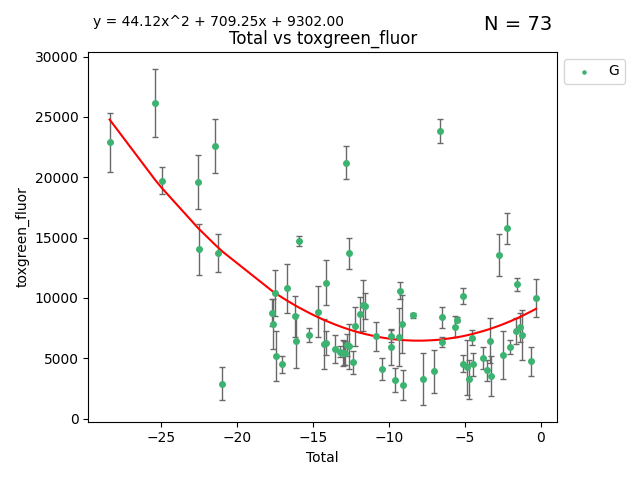 y = 44.12x^2 + 709.25x + 9302.00
N = 73
Total vs toxgreen_fluor
30000
25000
20000
15000
10000
5000
0
toxgreen_fluor
G
−25
−20
−15
−10
−5
0
Total